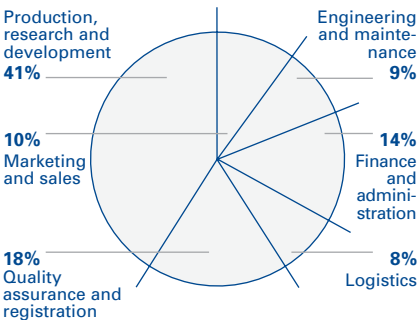 Production,
research and
development
41%
10%
Marketing
and sales
18%
Quality
assurance and
registration
Engineering
and mainte-
nance
9%
14%
Finance
and
admini-
stration
8%
Logistics